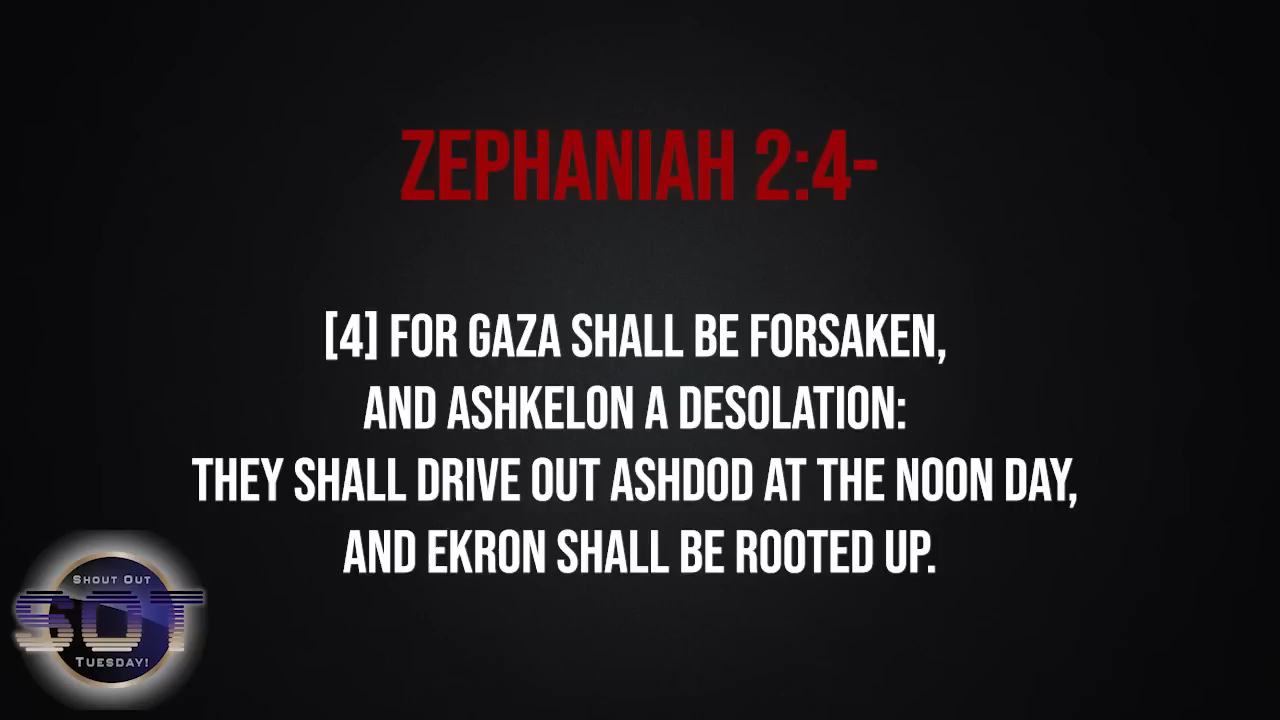 ZEPHANIAH 2:4-
[4] FOR GAZA SHALL BE FORSAKEN,
AND ASHKELON A DESOLATION:
THEY SHALL DRIVE OUT ASHDOD AT THE NOON DAY,
AND EKRON SHALL BE ROOTED UP.
SHOUT OUT
SOT
TUESDAY!